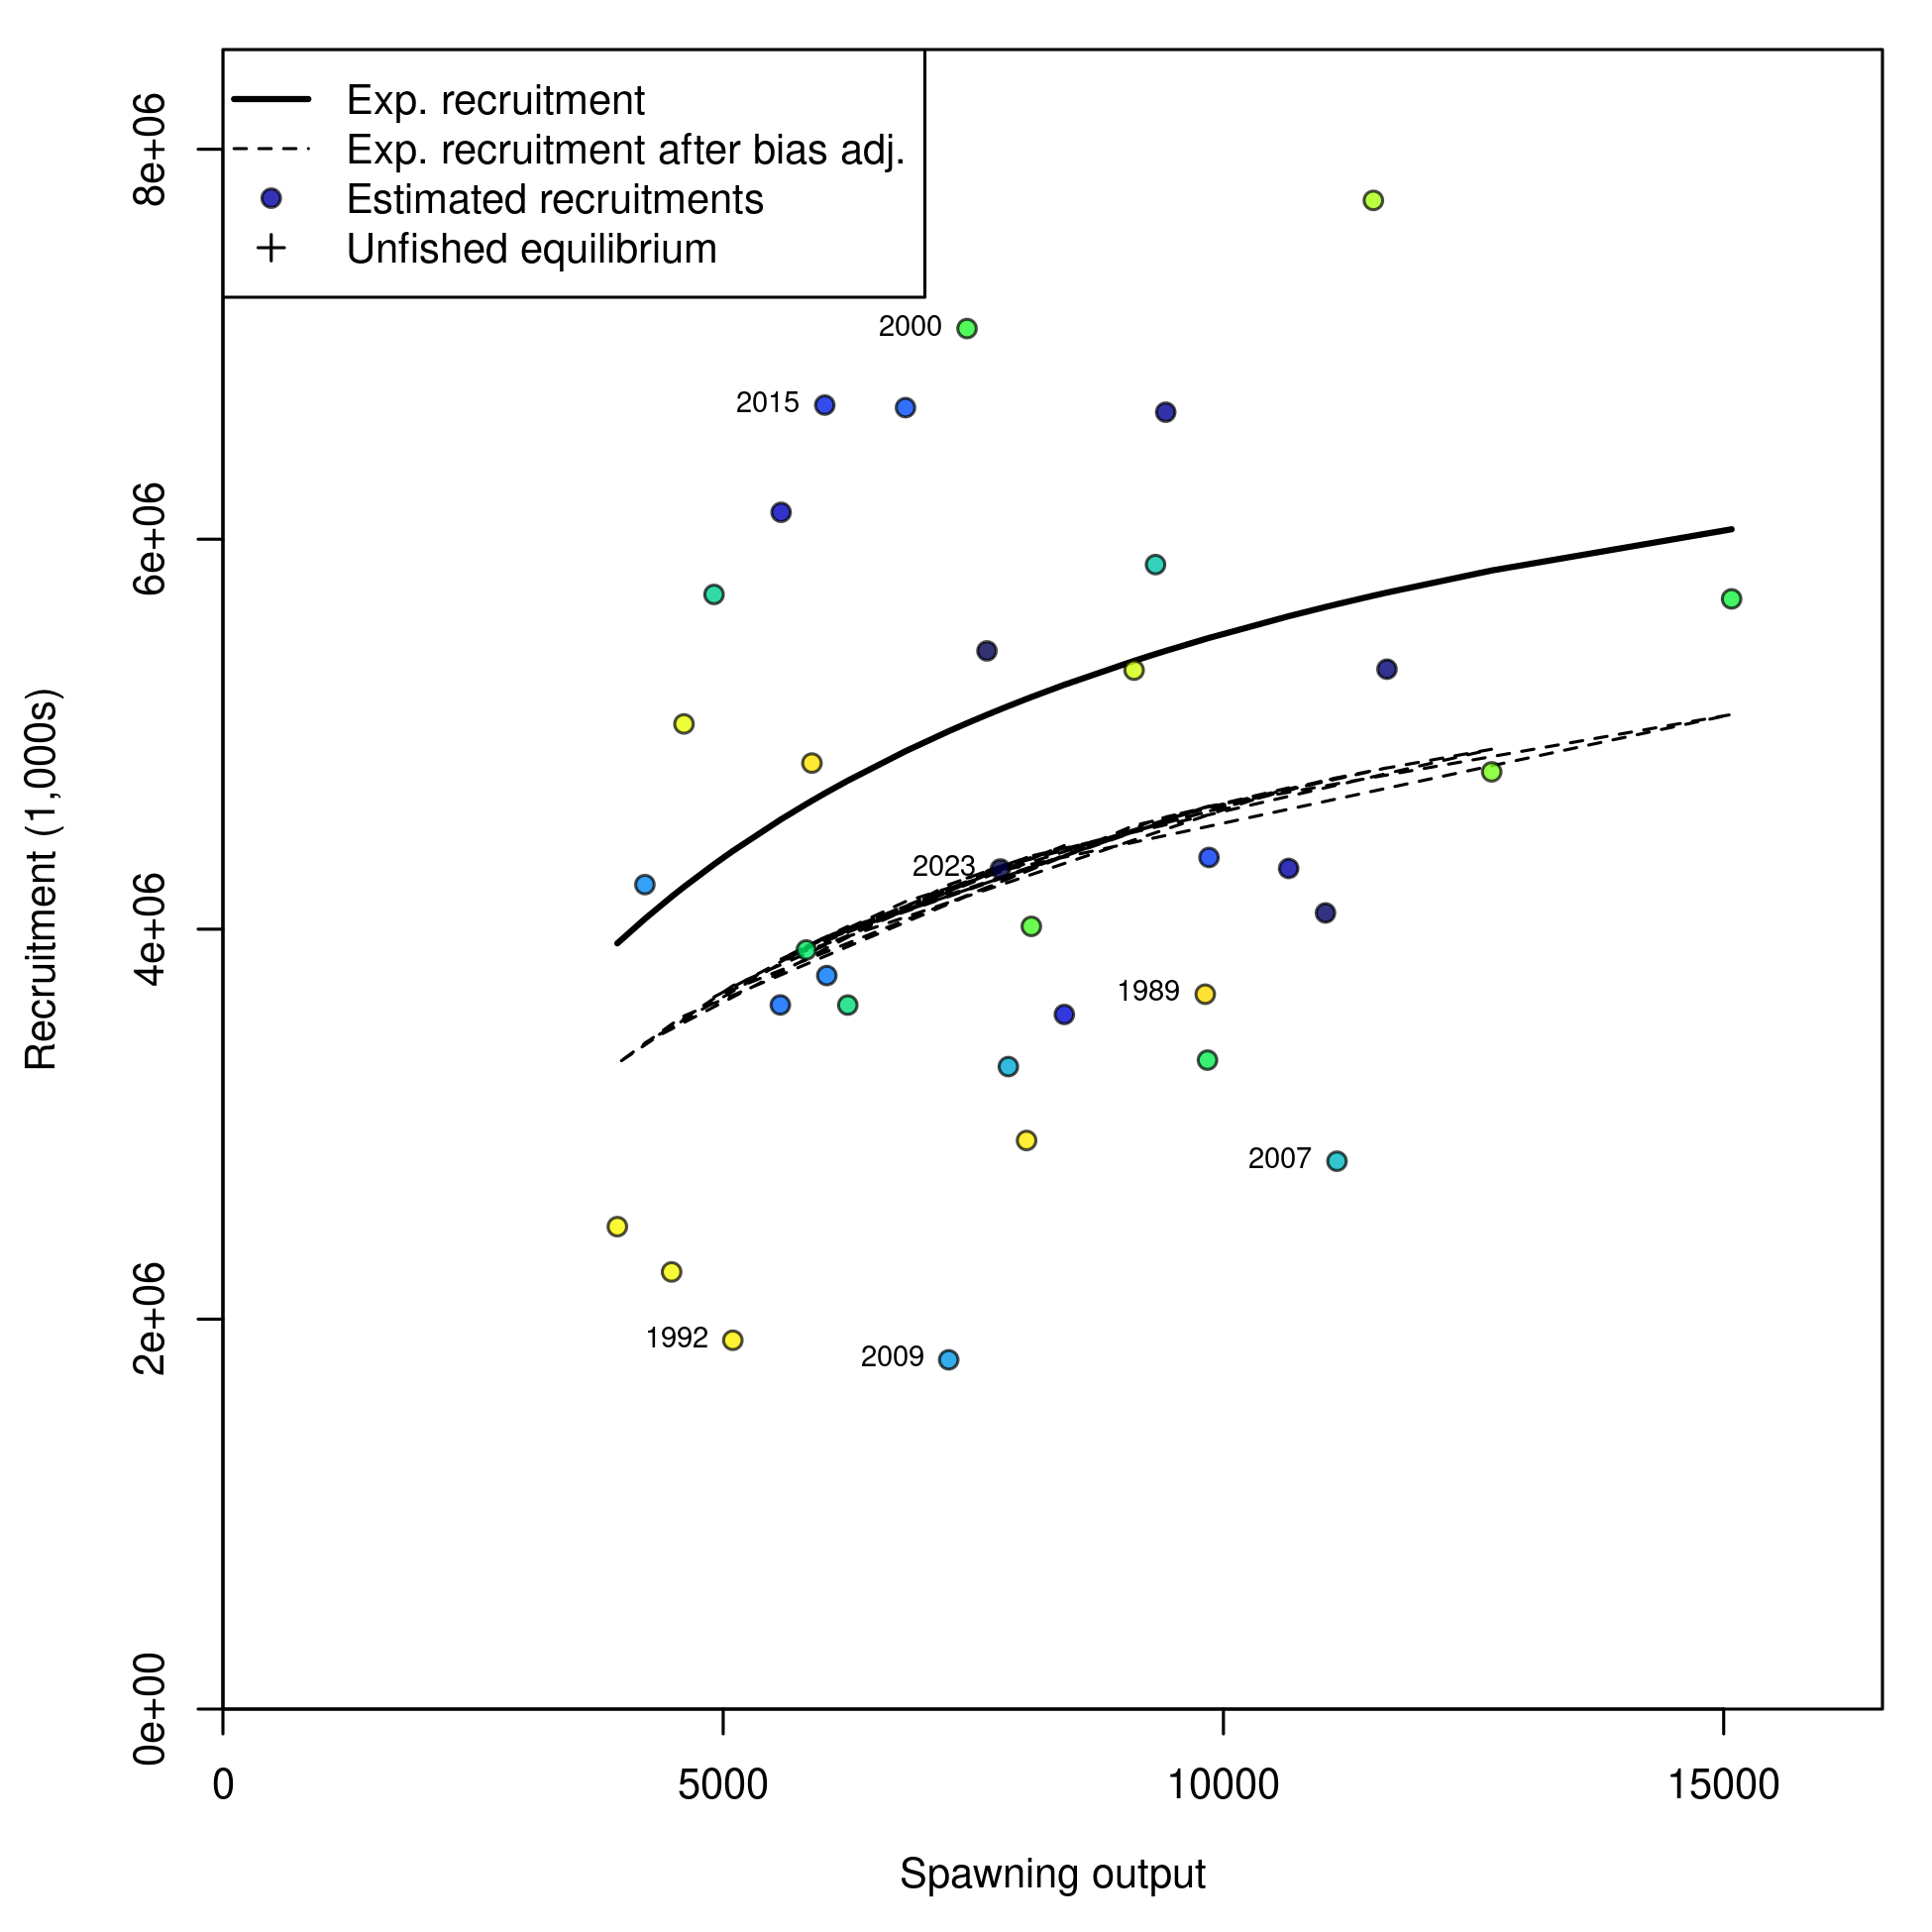 Exp. recruitment
Exp. recruitment after bias adj.
Estimated recruitments
Unfished equilibrium
8e+06
6e+06
4e+06
2e+06
0e+00
Recruitment (1,000s)
2000
2015
2023
1989
2007
1992
2009
0
5000
10000
15000
Spawning output